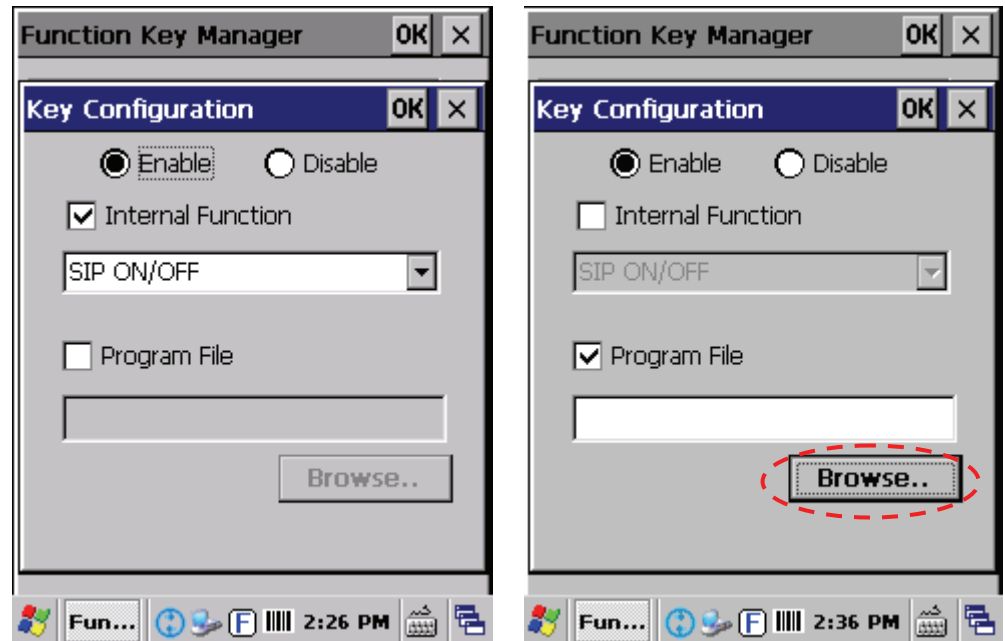 Function Key Manager OK
Key Configuration OK
Enable Disable
Internal Function
SIP ON/OFF
Program File
Browse..
Fun... F 2:26 PM
Function Key Manager OK
Key Configuration OK
Enable Disable
Internal Function
SIP ON/OFF
Program File
Browse..
Fun... F 2:36 PM